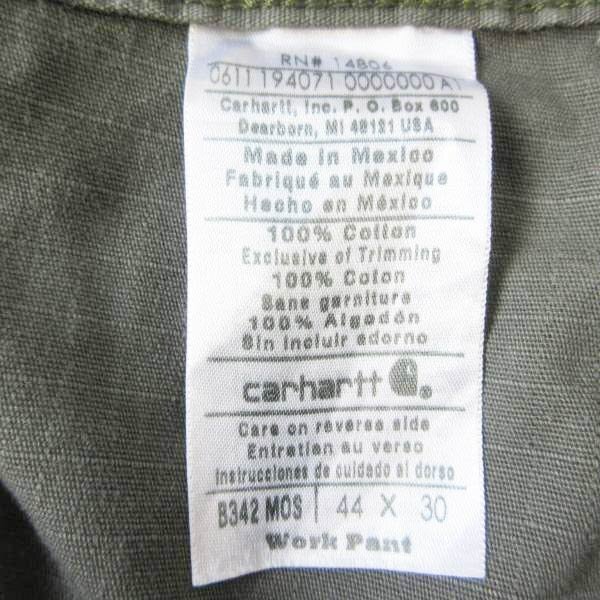 RN# 14806
0611 194071 0000000 A1
Carhartt, Inc. P. O. Box 600
Dearborn, MI 48121 USA
Made in Mexico
Fabriqué au Mexique
Hecho en México
100% Cotton
Exclusive of Trimming
100% Coton
Sans garniture
100% Algodón
Sin incluir adorno
carhartt
Care on reverse side
Entretien au verso
Instrucciones de cuidado al dorso
B342 MOS 44 X 30
Work Pant